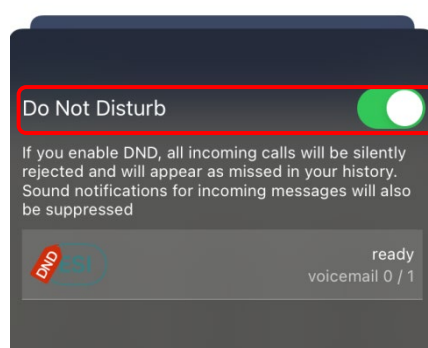 Do Not Disturb
If you enable DND, all incoming calls will be silently
rejected and will appear as missed in your history.
Sound notifications for incoming messages will also
be suppressed
DND
ready
voicemail 0 / 1